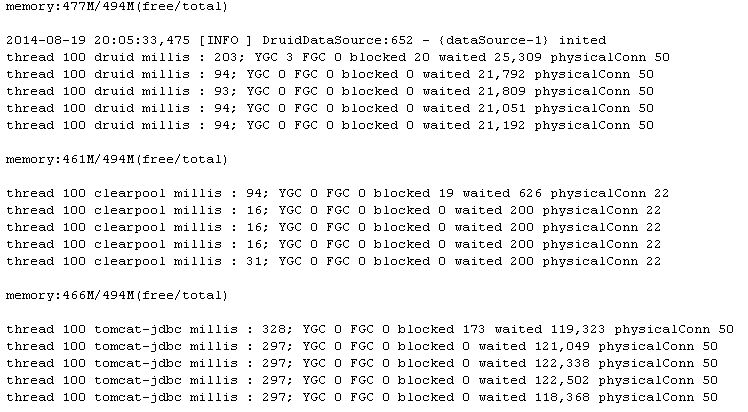 memory:477M/494M(free/total)
2014-08-19 20:05:33,475 [INFO ] DruidDataSource:652 - {dataSource-1} inited
thread 100 druid millis : 203; YGC 3 FGC 0 blocked 20 waited 25,309 physicalConn 50
thread 100 druid millis : 94; YGC 0 FGC 0 blocked 0 waited 21,792 physicalConn 50
thread 100 druid millis : 93; YGC 0 FGC 0 blocked 0 waited 21,809 physicalConn 50
thread 100 druid millis : 94; YGC 0 FGC 0 blocked 0 waited 21,051 physicalConn 50
thread 100 druid millis : 94; YGC 0 FGC 0 blocked 0 waited 21,192 physicalConn 50
memory:461M/494M(free/total)
thread 100 clearpool millis : 94; YGC 0 FGC 0 blocked 19 waited 626 physicalConn 22
thread 100 clearpool millis : 16; YGC 0 FGC 0 blocked 0 waited 200 physicalConn 22
thread 100 clearpool millis : 16; YGC 0 FGC 0 blocked 0 waited 200 physicalConn 22
thread 100 clearpool millis : 16; YGC 0 FGC 0 blocked 0 waited 200 physicalConn 22
thread 100 clearpool millis : 31; YGC 0 FGC 0 blocked 0 waited 200 physicalConn 22
memory:466M/494M(free/total)
thread 100 tomcat-jdbc millis : 328; YGC 0 FGC 0 blocked 173 waited 119,323 physicalConn 50
thread 100 tomcat-jdbc millis : 297; YGC 0 FGC 0 blocked 0 waited 121,049 physicalConn 50
thread 100 tomcat-jdbc millis : 297; YGC 0 FGC 0 blocked 0 waited 122,338 physicalConn 50
thread 100 tomcat-jdbc millis : 297; YGC 0 FGC 0 blocked 0 waited 122,502 physicalConn 50
thread 100 tomcat-jdbc millis : 297; YGC 0 FGC 0 blocked 0 waited 118,368 physicalConn 50